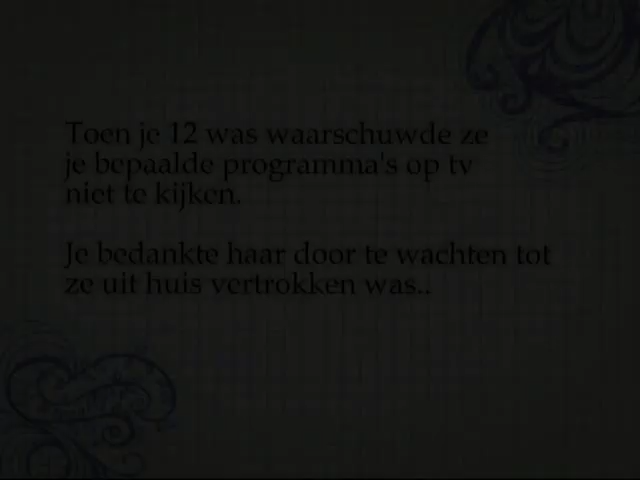 Toen je 12 was waarschuwde ze
je bepaalde programma's op tv
niet te kijken.
Je bedankte haar door te wachten tot
ze uit huis vertrokken was..